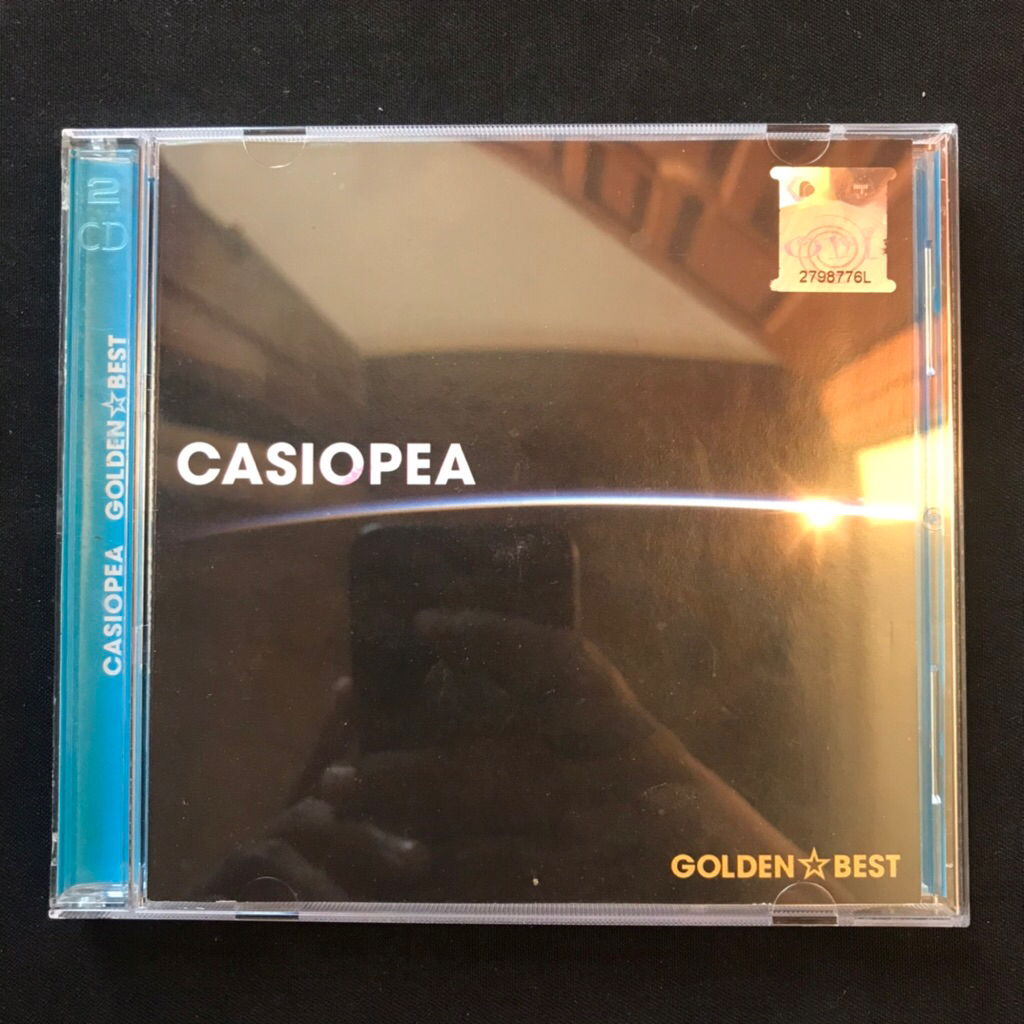 2
CD
CASIOPEA GOLDEN☆BEST
2798776L
CASIOPEA
GOLDEN☆BEST